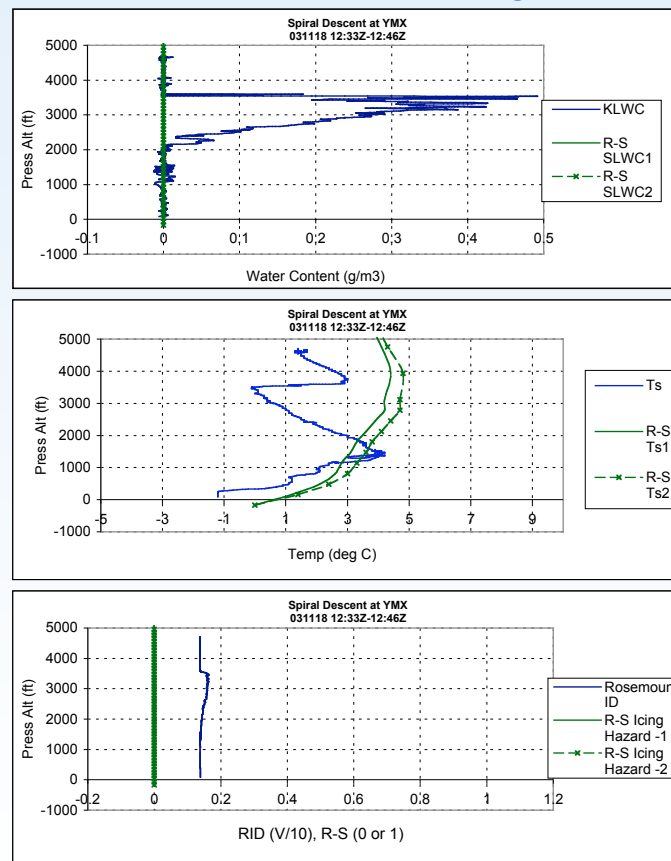 Spiral Descent at YMX
031118 12:33Z-12:46Z
5000
4000
3000
2000
1000
0
-1000
Press Alt (ft)
-0.1 0 0.1 0.2 0.3 0.4 0.5
Water Content (g/m3)
KLWC
R-S
SLWC1
R-S
SLWC2
Spiral Descent at YMX
031118 12:33Z-12:46Z
5000
4000
3000
2000
1000
0
-1000
Press Alt (ft)
-5 -3 -1 1 3 5 7 9
Temp (deg C)
Ts
R-S
Ts1
R-S
Ts2
Spiral Descent at YMX
031118 12:33Z-12:46Z
5000
4000
3000
2000
1000
0
-1000
Press Alt (ft)
-0.2 0 0.2 0.4 0.6 0.8 1 1.2
RID (V/10), R-S (0 or 1)
Rosemoun
ID
R-S Icing
Hazard -1
R-S Icing
Hazard -2